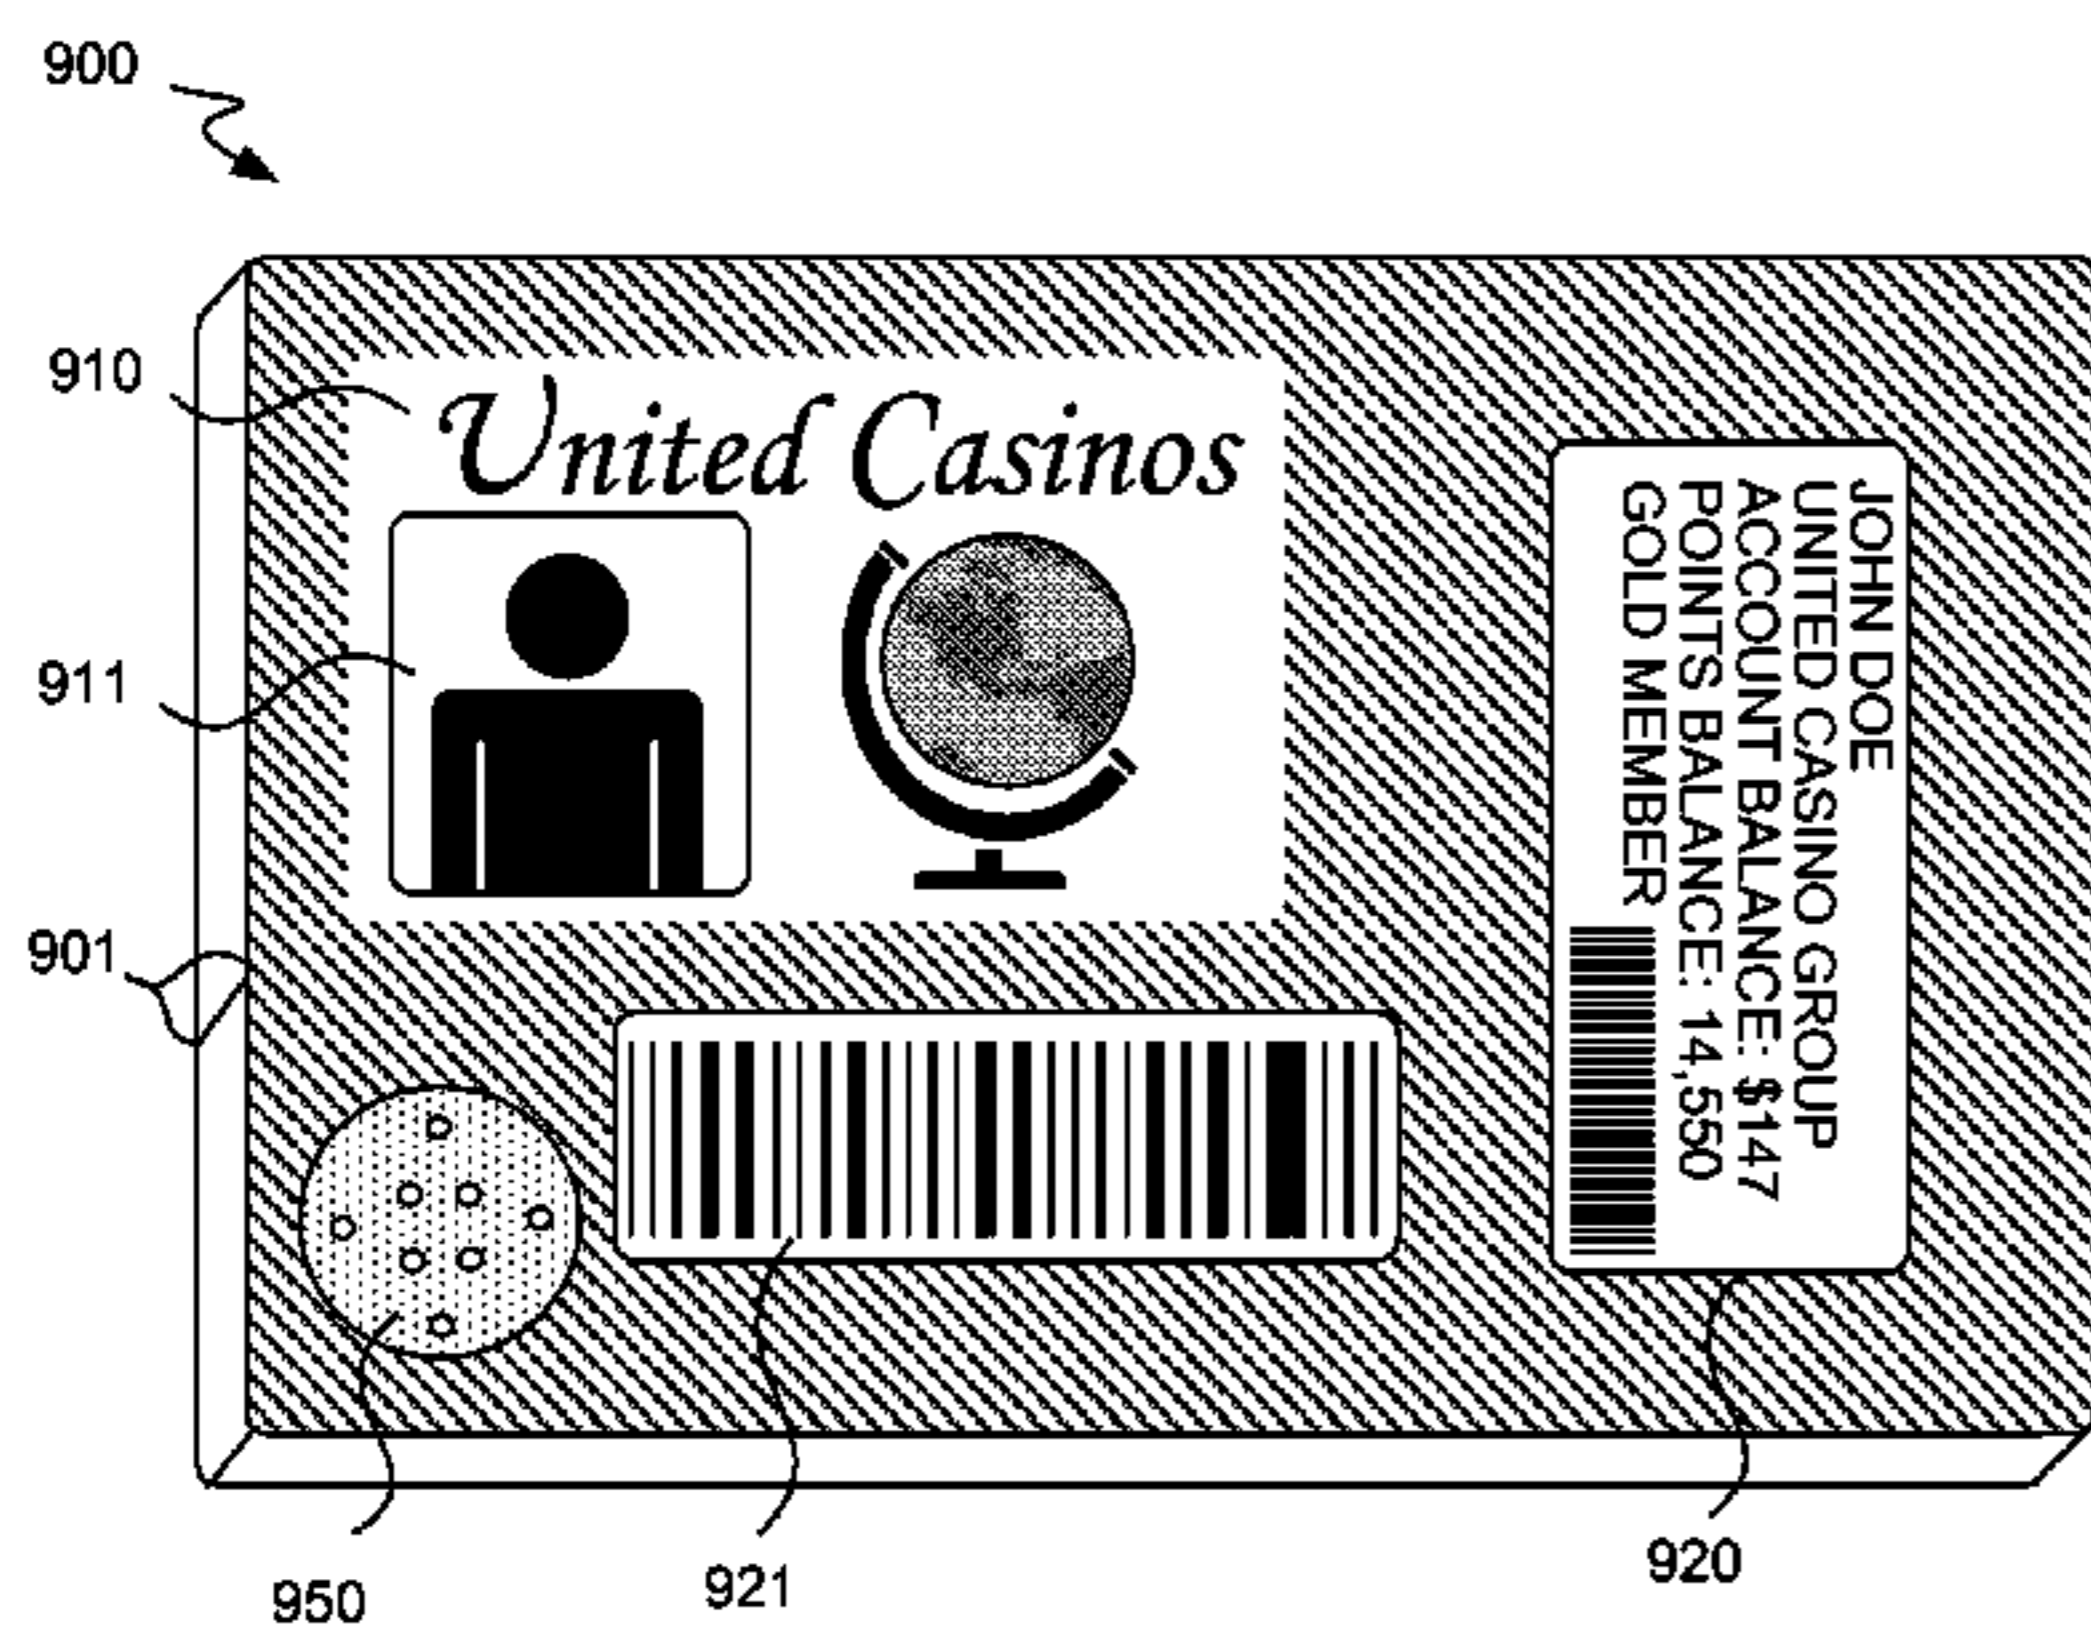 900
910
United Casinos
911
JOHN DOE
UNITED CASINO GROUP
ACCOUNT BALANCE: $147
POINTS BALANCE: 14,550
GOLD MEMBER
901
950
921
920